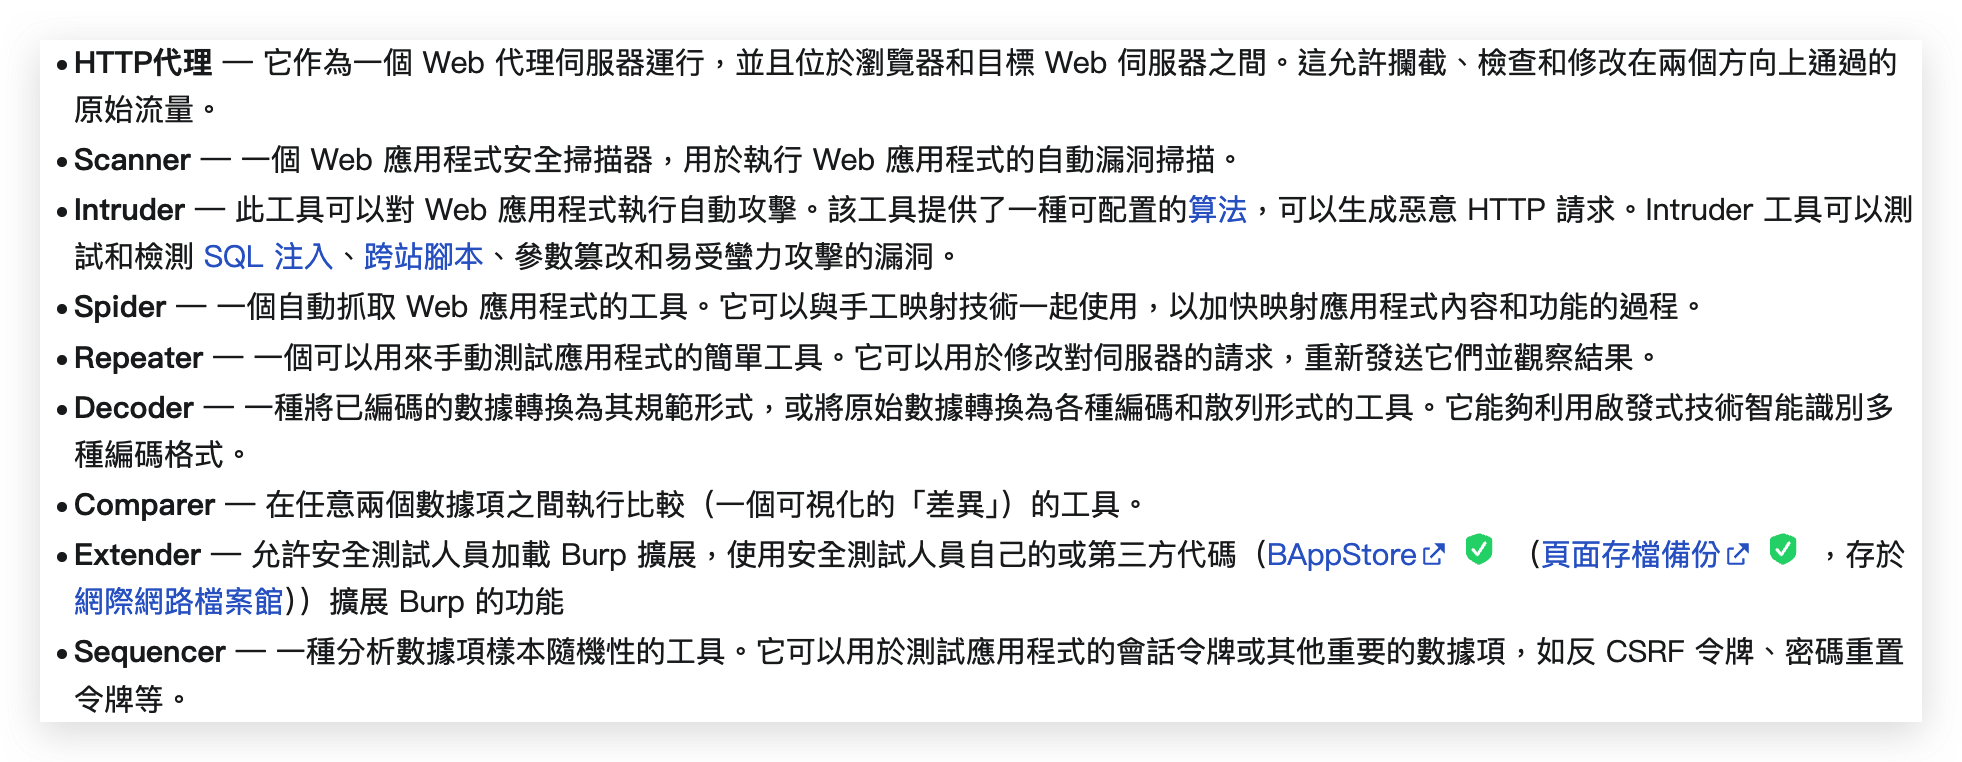 •HTTP代理 — 它作為一個 Web 代理伺服器運行，並且位於瀏覽器和目標 Web 伺服器之間。這允許攔截、檢查和修改在兩個方向上通過的
原始流量。
•Scanner — 一個 Web 應用程式安全掃描器，用於執行 Web 應用程式的自動漏洞掃描。
•Intruder — 此工具可以對 Web 應用程式執行自動攻擊。該工具提供了一種可配置的算法，可以生成惡意 HTTP 請求。Intruder 工具可以測
試和檢測 SQL 注入、跨站腳本、參數篡改和易受蠻力攻擊的漏洞。
•Spider — 一個自動抓取 Web 應用程式的工具。它可以與手工映射技術一起使用，以加快映射應用程式內容和功能的過程。
•Repeater — 一個可以用來手動測試應用程式的簡單工具。它可以用於修改對伺服器的請求，重新發送它們並觀察結果。
•Decoder — 一種將已編碼的數據轉換為其規範形式，或將原始數據轉換為各種編碼和散列形式的工具。它能夠利用啟發式技術智能識別多
種編碼格式。
•Comparer — 在任意兩個數據項之間執行比較（一個可視化的「差異」）的工具。
•Extender — 允許安全測試人員加載 Burp 擴展，使用安全測試人員自己的或第三方代碼（BAppStore （頁面存檔備份 ，存於
網際網路檔案館））擴展 Burp 的功能
•Sequencer — 一種分析數據項樣本隨機性的工具。它可以用於測試應用程式的會話令牌或其他重要的數據項，如反 CSRF 令牌、密碼重置
令牌等。